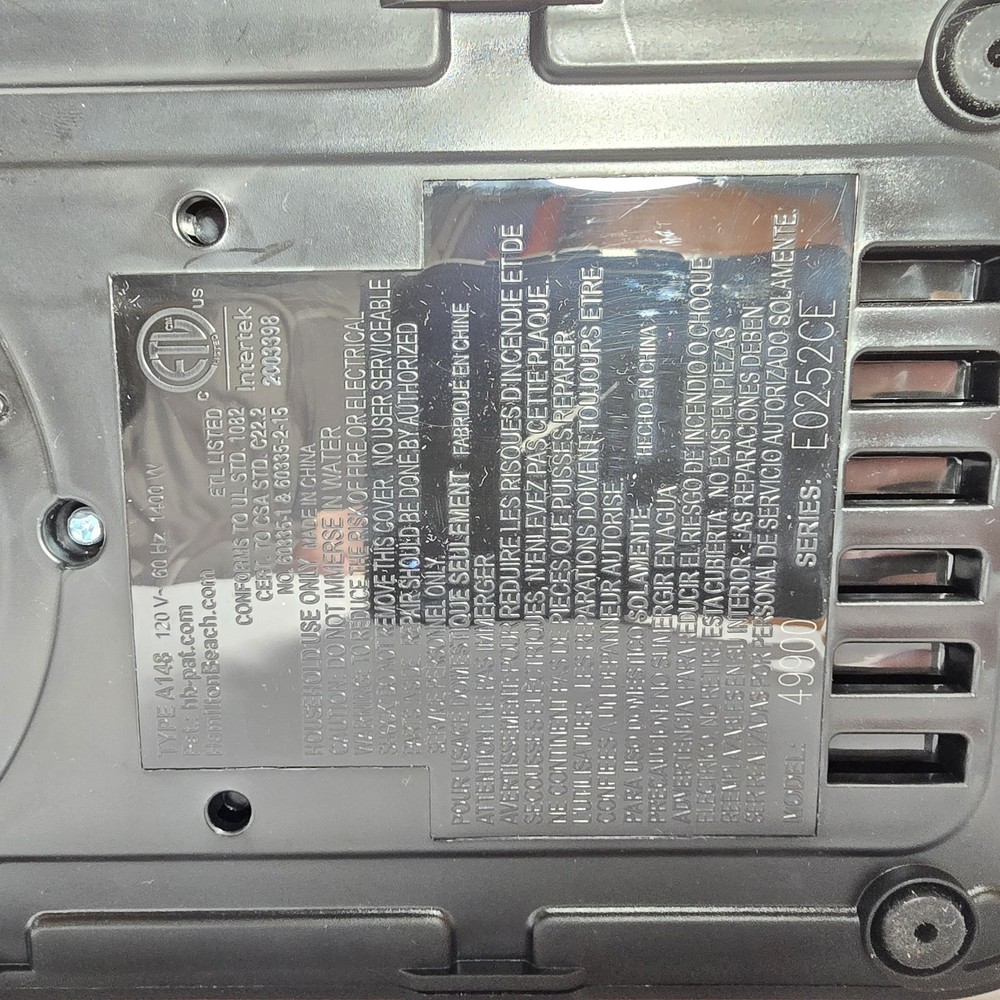 TYPE A148 120 V~ 60 Hz 1400 W
Pat.: hb-pat.com
HamiltonBeach.com
ETL LISTED
CONFORMS TO UL STD. 1082
CERT. TO CSA STD. C22.2
NO. 60335-1 & 60335-2-15
ETL
CM
LISTED
C US
Intertek
2003398
HOUSEHOLD USE ONLY MADE IN CHINA
CAUTION: DO NOT IMMERSE IN WATER
WARNING: TO REDUCE THE RISK OF FIRE OR ELECTRICAL
SHOCK, DO NOT REMOVE THIS COVER. NO USER SERVICEABLE
PARTS INSIDE. REPAIR SHOULD BE DONE BY AUTHORIZED
SERVICE PERSONNEL ONLY.
POUR USAGE DOMESTIQUE SEULEMENT FABRIQUÉ EN CHINE
ATTENTION: NE PAS IMMERGER
AVERTISSEMENT: POUR RÉDUIRE LES RISQUES D'INCENDIE ET DE
SECOUSSES ÉLECTRIQUES, N'ENLEVEZ PAS CETTE PLAQUE.
NE CONTIENT PAS DE PIÈCES QUE PUISSES REPARER
L'UTILISATEUR. LES RÉPARATIONS DOIVENT TOUJOURS ÊTRE
CONFIÉES À UN DÉPANNEUR AUTORISÉ.
PARA USO DOMÉSTICO SOLAMENTE HECHO EN CHINA
PRECAUCIÓN: NO SUMERGIR EN AGUA
ADVERTENCIA: PARA REDUCIR EL RIESGO DE INCENDIO O CHOQUE
ELÉCTRICO, NO RETIRE ESTA CUBIERTA. NO EXISTEN PIEZAS
REEMPLAZABLES EN EL INTERIOR. LAS REPARACIONES DEBEN
SER REALIZADAS POR PERSONAL DE SERVICIO AUTORIZADO SOLAMENTE.
MODEL: 49900 SERIES: E0252CE